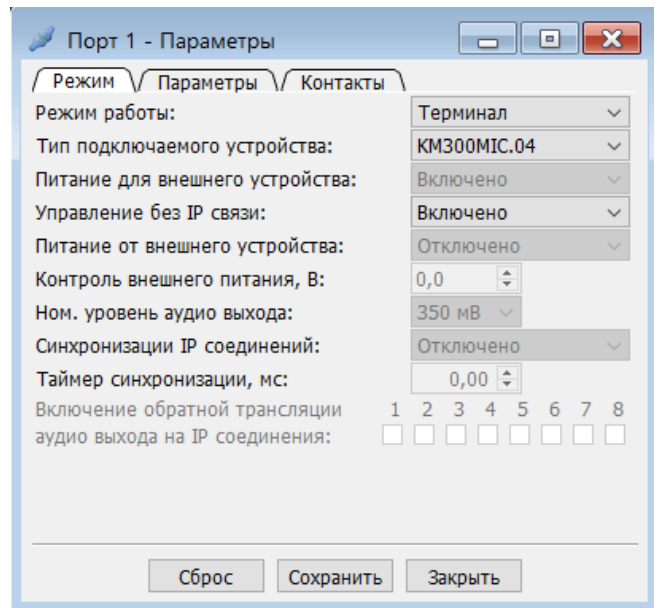 Порт 1 - Параметры
Режим Параметры Контакты
Режим работы: Терминал
Тип подключаемого устройства: KM300MIC.04
Питание для внешнего устройства: Включено
Управление без IP связи: Включено
Питание от внешнего устройства: Отключено
Контроль внешнего питания, В: 0,0
Ном. уровень аудио выхода: 350 мВ
Синхронизации IP соединений: Отключено
Таймер синхронизации, мс: 0,00
Включение обратной трансляции 1 2 3 4 5 6 7 8
аудио выхода на IP соединения:
Сброс Сохранить Закрыть